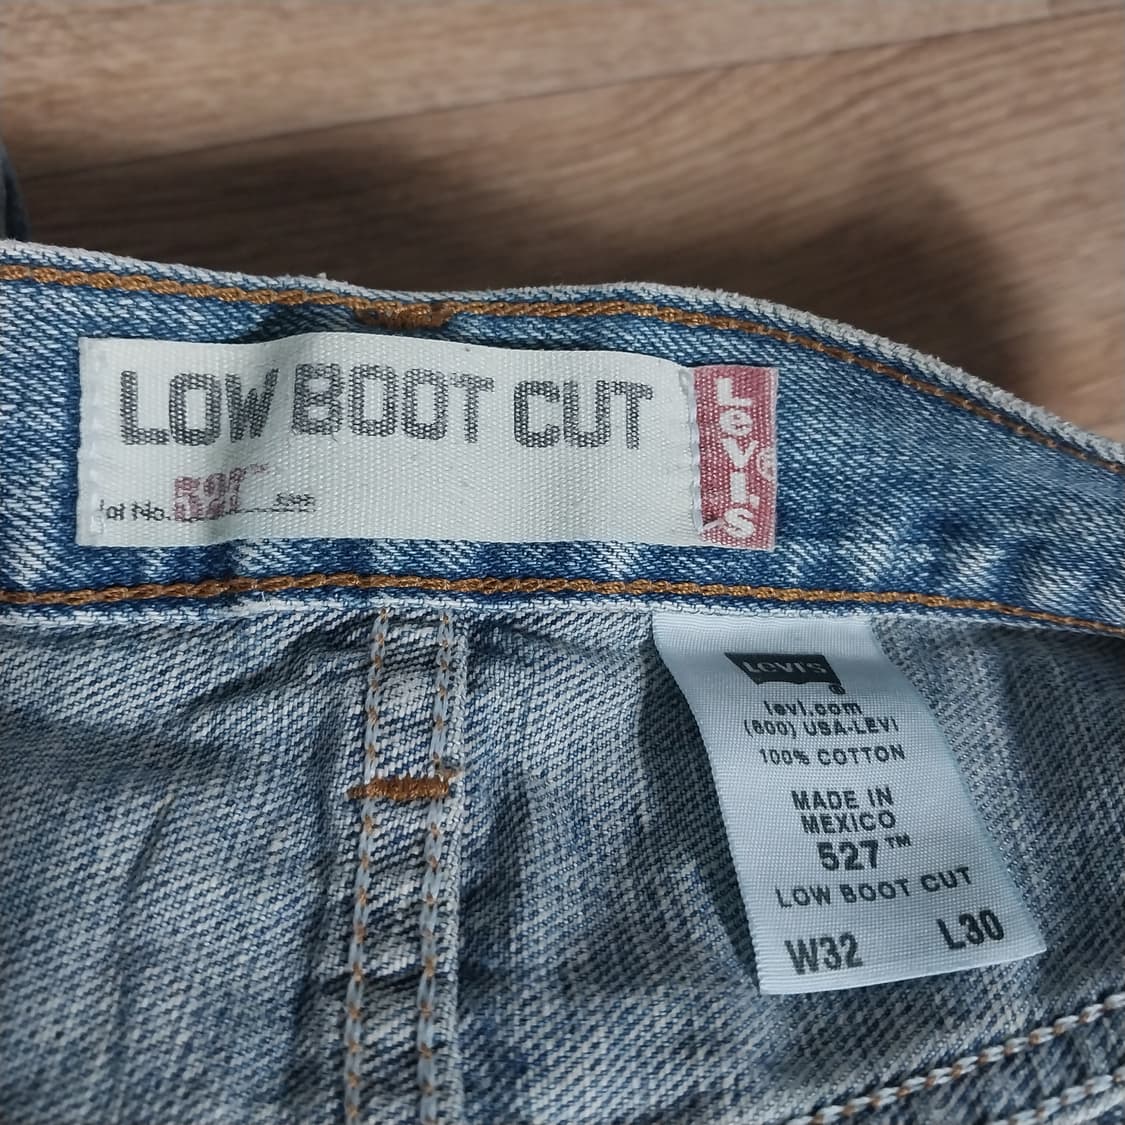 LOW BOOT CUT
Lot No. 527™
LEVI'S®
LEVI'S
®
levi.com
(800) USA-LEVI
100% COTTON
MADE IN
MEXICO
527™
LOW BOOT CUT
W32 L30